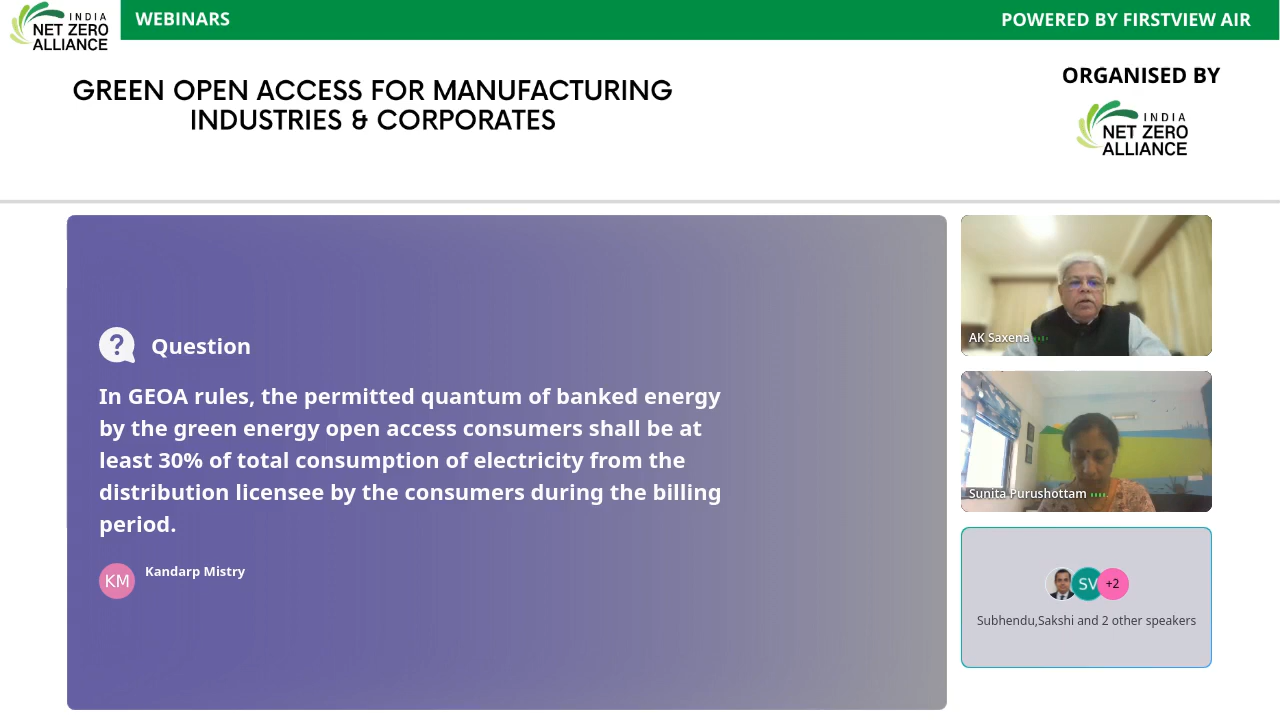 INDIA
NET ZERO
ALLIANCE
WEBINARS
POWERED BY FIRSTVIEW AIR
GREEN OPEN ACCESS FOR MANUFACTURING
INDUSTRIES & CORPORATES
ORGANISED BY
INDIA
NET ZERO
ALLIANCE
Question
In GEOA rules, the permitted quantum of banked energy
by the green energy open access consumers shall be at
least 30% of total consumption of electricity from the
distribution licensee by the consumers during the billing
period.
KM
Kandarp Mistry
AK Saxena
Sunita Purushottam
SV
+2
Subhendu,Sakshi and 2 other speakers